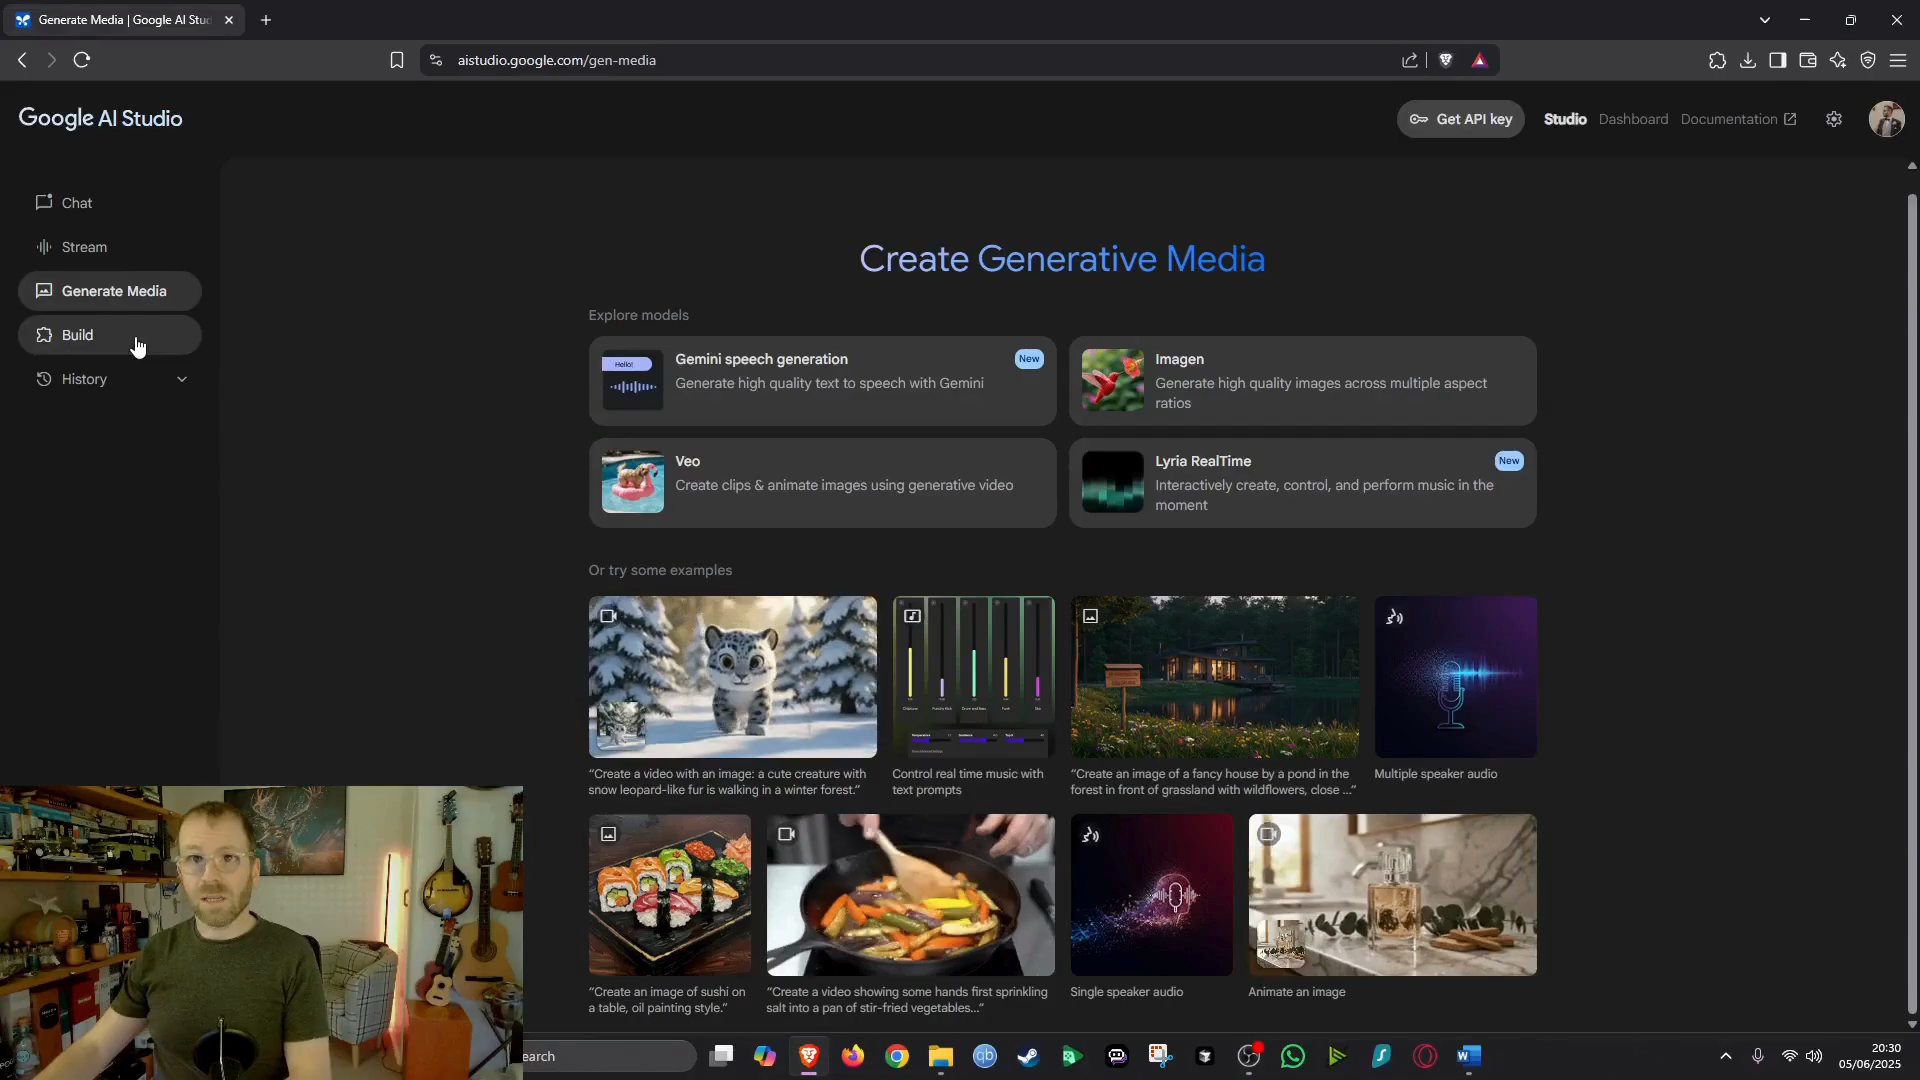 Generate Media | Google AI Stud
aistudio.google.com/gen-media
Google AI Studio
Get API key
Studio
Dashboard
Documentation
Chat
Stream
Generate Media
Build
History
Create Generative Media
Explore models
Hello!
Gemini speech generation
New
Generate high quality text to speech with Gemini
Imagen
Generate high quality images across multiple aspect
ratios
Veo
Create clips & animate images using generative video
Lyria RealTime
New
Interactively create, control, and perform music in the
moment
Or try some examples
"Create a video with an image: a cute creature with
snow leopard-like fur is walking in a winter forest."
Control real time music with
text prompts
"Create an image of a fancy house by a pond in the
forest in front of grassland with wildflowers, close ..."
Multiple speaker audio
"Create an image of sushi on
a table, oil painting style."
"Create a video showing some hands first sprinkling
salt into a pan of stir-fried vegetables..."
Single speaker audio
Animate an image
earch
qb
20:30
05/06/2025